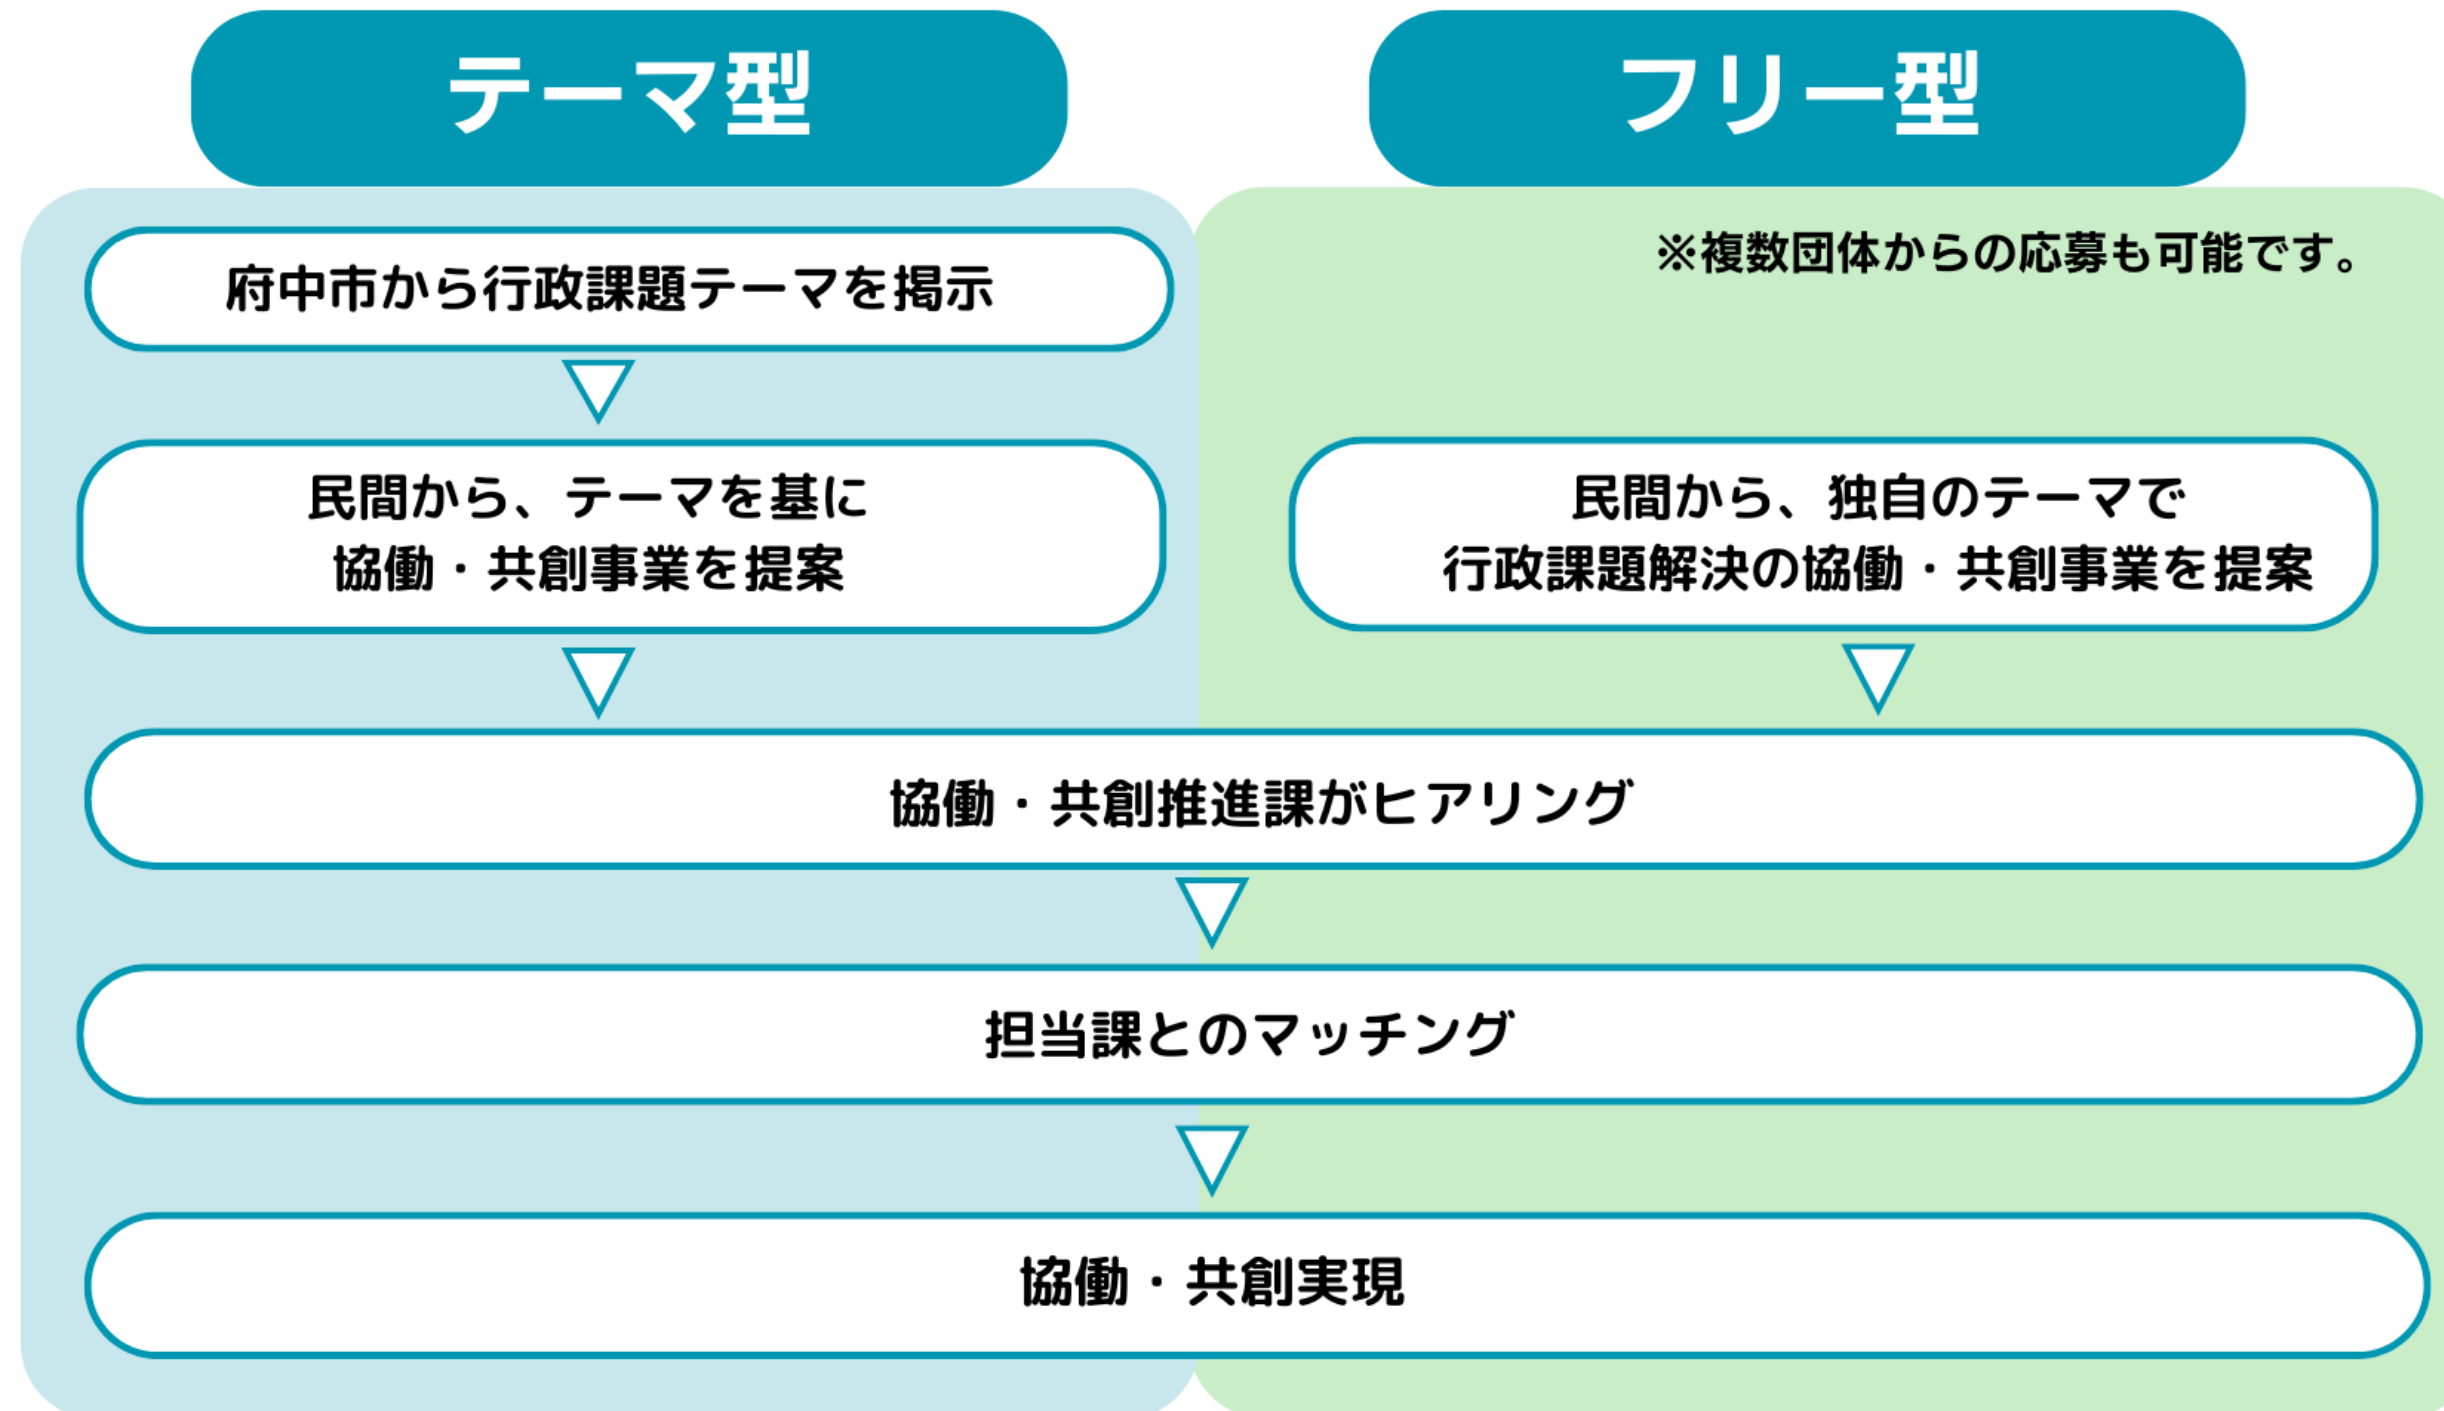 テーマ型
フリー型
※複数団体からの応募も可能です。
府中市から行政課題テーマを掲示
民間から、テーマを基に
協働・共創事業を提案
民間から、独自のテーマで
行政課題解決の協働・共創事業を提案
協働・共創推進課がヒアリング
担当課とのマッチング
協働・共創実現